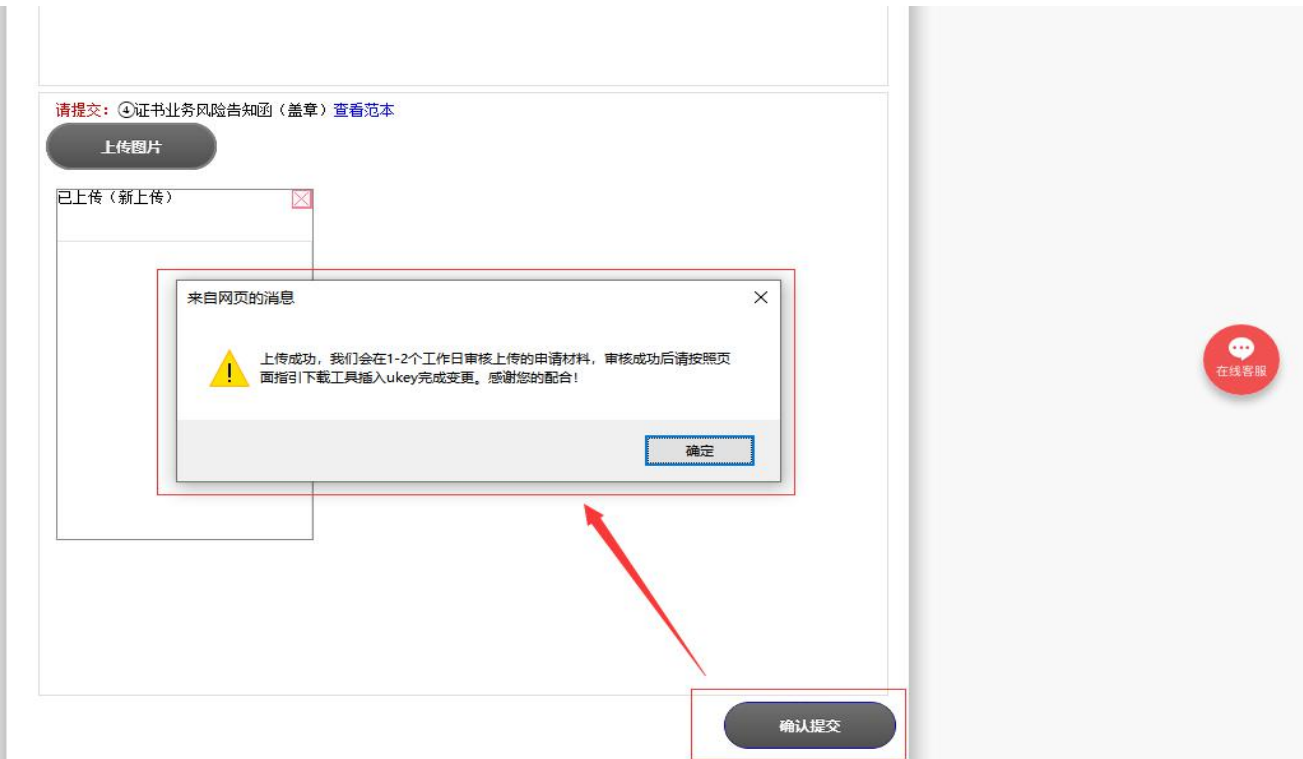 请提交：④证书业务风险告知函（盖章）查看范本
上传图片
已上传（新上传）
来自网页的消息
上传成功，我们会在1-2个工作日审核上传的申请材料，审核成功后请按照页
面指引下载工具插入ukey完成变更。感谢您的配合！
确定
在线客服
确认提交